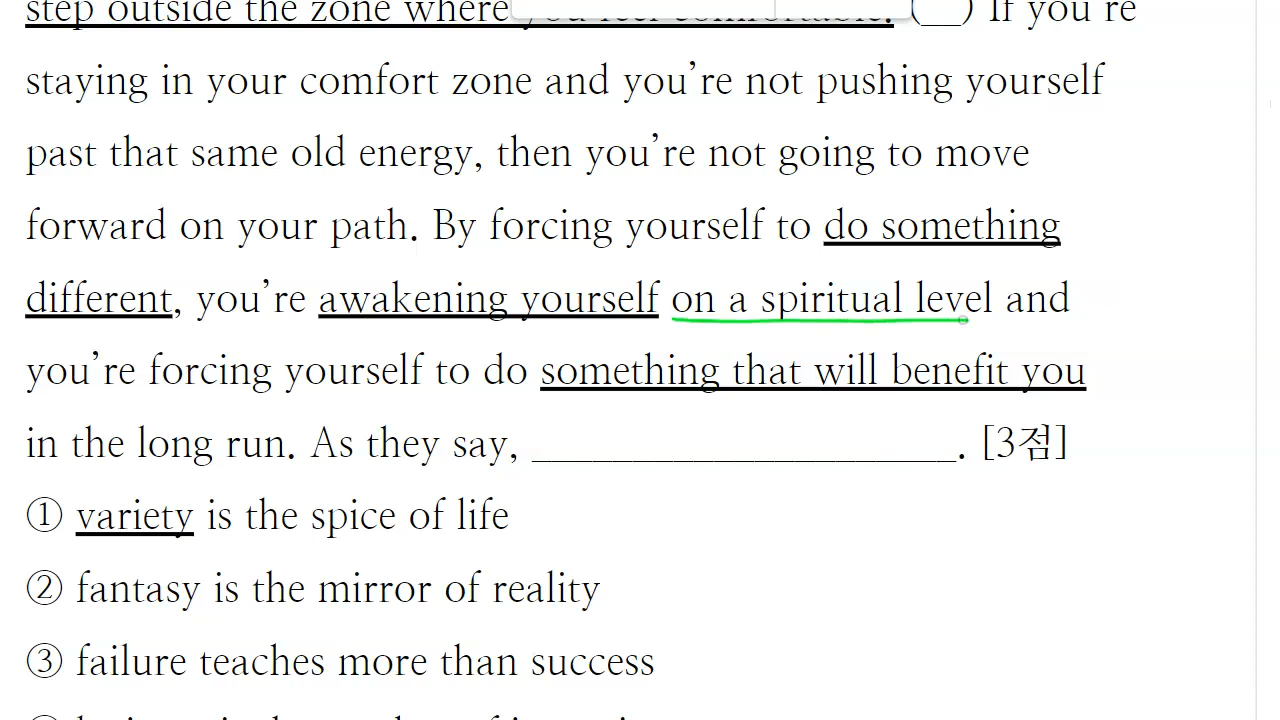 step outside the zone where you feel comfortable. (__) If you're
staying in your comfort zone and you're not pushing yourself
past that same old energy, then you're not going to move
forward on your path. By forcing yourself to do something
different, you're awakening yourself on a spiritual level and
you're forcing yourself to do something that will benefit you
in the long run. As they say, ____________________. [3점]
① variety is the spice of life
② fantasy is the mirror of reality
③ failure teaches more than success